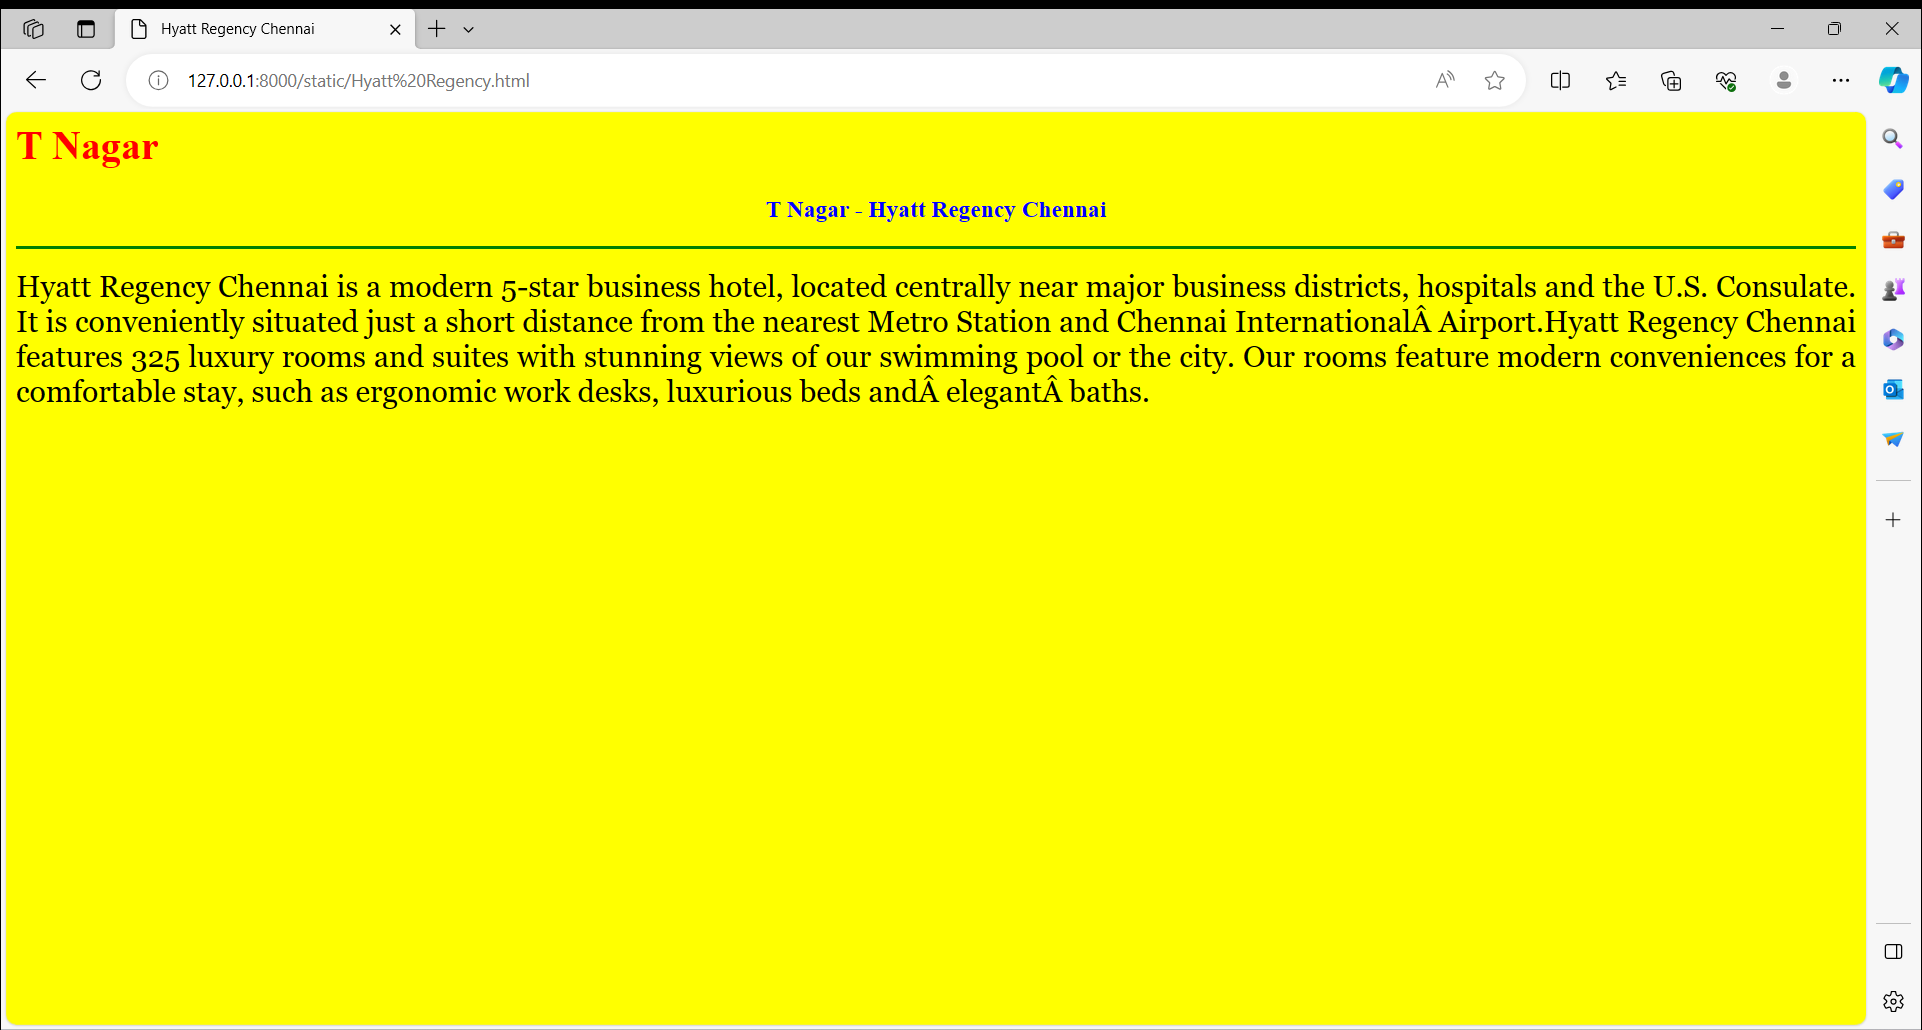 Hyatt Regency Chennai
127.0.0.1:8000/static/Hyatt%20Regency.html
T Nagar
T Nagar - Hyatt Regency Chennai
Hyatt Regency Chennai is a modern 5-star business hotel, located centrally near major business districts, hospitals and the U.S. Consulate.
It is conveniently situated just a short distance from the nearest Metro Station and Chennai InternationalÂ Airport.Hyatt Regency Chennai
features 325 luxury rooms and suites with stunning views of our swimming pool or the city. Our rooms feature modern conveniences for a
comfortable stay, such as ergonomic work desks, luxurious beds andÂ elegantÂ baths.